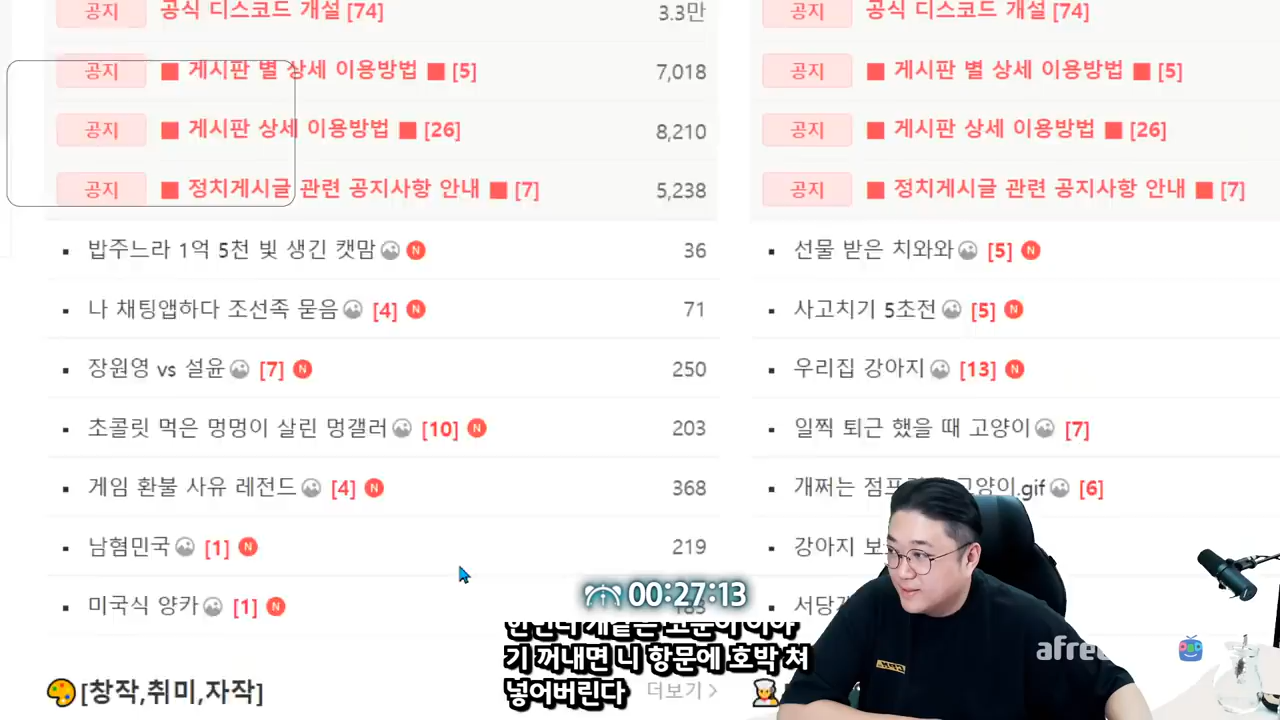 공지 공식 디스코드 개설 [74] 3.3만
공지 ■ 게시판 별 상세 이용방법 ■ [5] 7,018
공지 ■ 게시판 상세 이용방법 ■ [26] 8,210
공지 ■ 정치게시글 관련 공지사항 안내 ■ [7] 5,238
밥주느라 1억 5천 빚 생긴 캣맘 N 36
나 채팅앱하다 조선족 묻음 [4] N 71
장원영 vs 설윤 [7] N 250
초콜릿 먹은 멍멍이 살린 멍갤러 [10] N 203
게임 환불 사유 레전드 [4] N 368
남혐민국 [1] N 219
미국식 양카 [1] N
[창작,취미,자작]
더보기 >
공지 공식 디스코드 개설 [74]
공지 ■ 게시판 별 상세 이용방법 ■ [5]
공지 ■ 게시판 상세 이용방법 ■ [26]
공지 ■ 정치게시글 관련 공지사항 안내 ■ [7]
선물 받은 치와와 [5] N
사고치기 5초전 [5] N
우리집 강아지 [13] N
일찍 퇴근 했을 때 고양이 [7]
개쩌는 고양이.gif [6]
강아지
00:27:13
기 꺼내면 니 항문에 호박 쳐
넣어버린다
afree